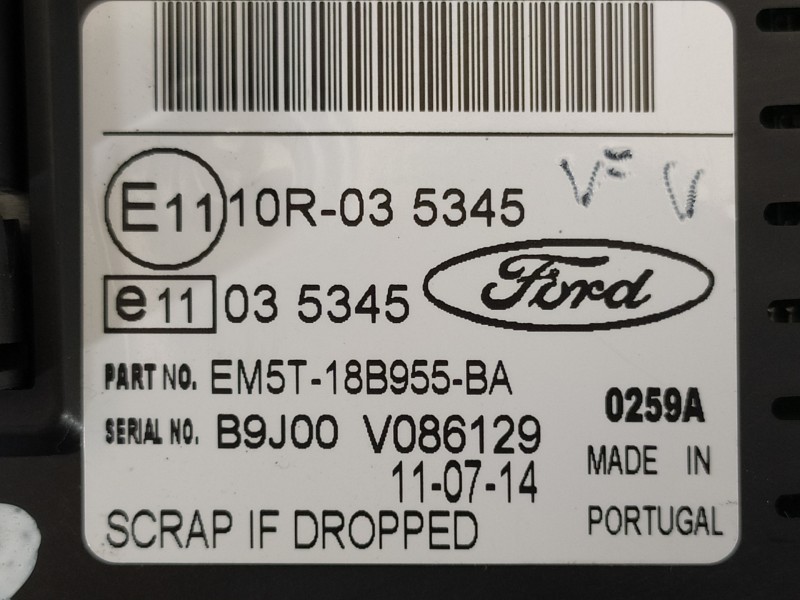 E11 10R-03 5345
V= V
e11 03 5345
Ford
PART NO. EM5T-18B955-BA
SERIAL NO. B9J00 V086129
0259A
11-07-14
MADE IN
PORTUGAL
SCRAP IF DROPPED